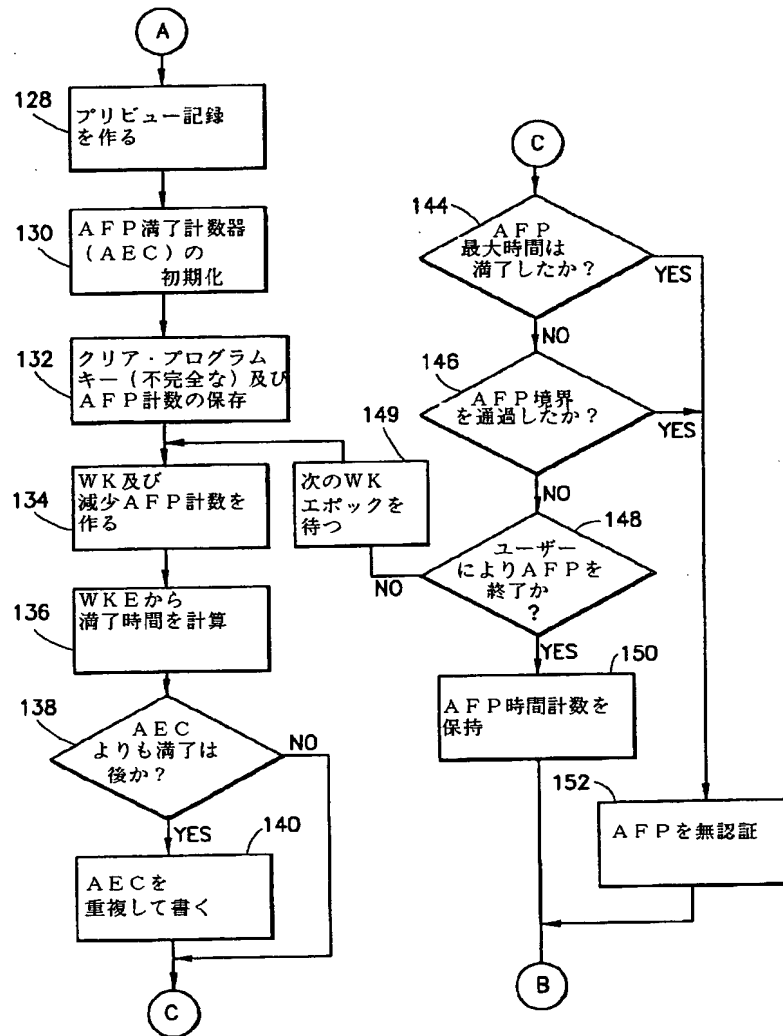 A
128
プリビュー記録
を作る
130
ＡＦＰ満了計数器
（ＡＥＣ）の
初期化
132
クリア・プログラム
キー（不完全な）及び
ＡＦＰ計数の保存
134
ＷＫ及び
減少ＡＦＰ計数を
作る
136
ＷＫＥから
満了時間を計算
138
ＡＥＣ
よりも満了は
後か？
NO
YES
140
ＡＥＣを
重複して書く
C
C
144
ＡＦＰ
最大時間は
満了したか？
YES
NO
146
ＡＦＰ境界
を通過したか？
YES
NO
149
次のＷＫ
エポックを
待つ
148
ユーザー
によりＡＦＰを
終了か
？
NO
YES
150
ＡＦＰ時間計数を
保持
152
ＡＦＰを無認証
B